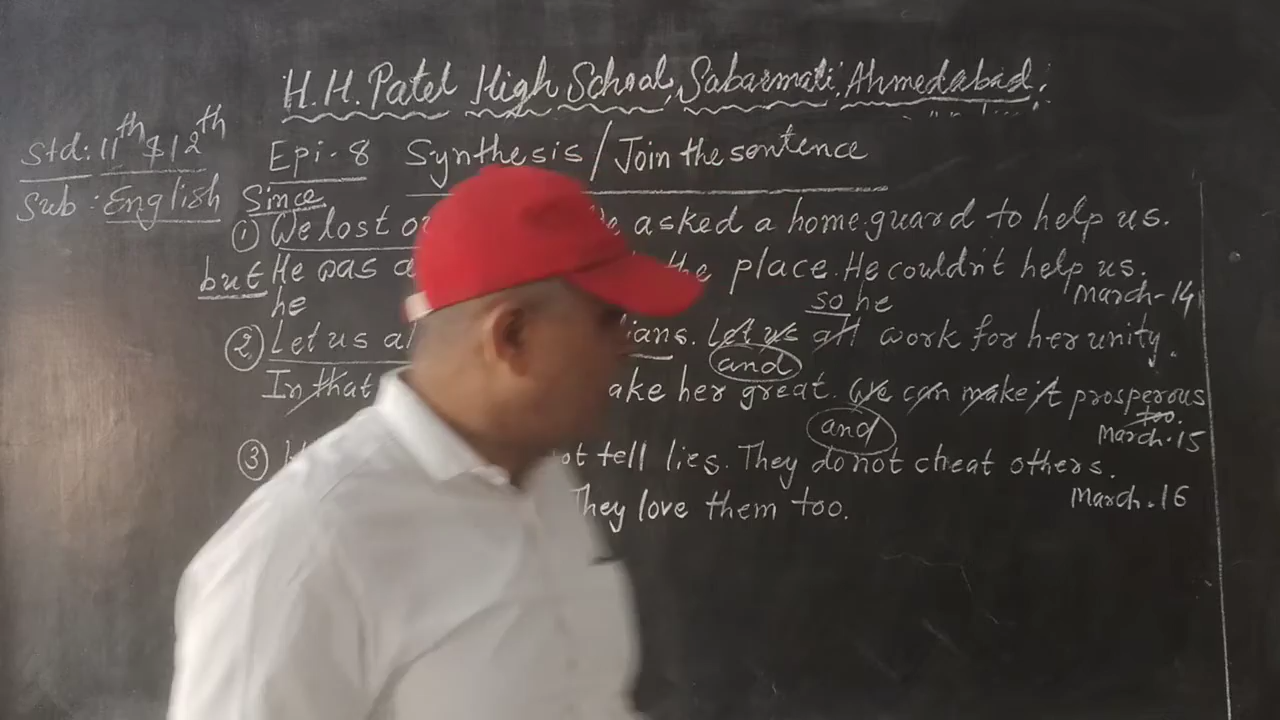 H.H. Patel High School, Sabarmati, Ahmedabad.
Std: 11th & 12th
Epi-8 Synthesis / Join the sentence
Sub: English
Since
① We lost asked a home guard to help us.
but He was the place. He couldn't help us.
he so he March-14
② Let us Let us all work for her unity.
and
In that her great. We can make it prosperous
too.
and March.15
③ tell lies. They do not cheat others.
They love them too. March.16